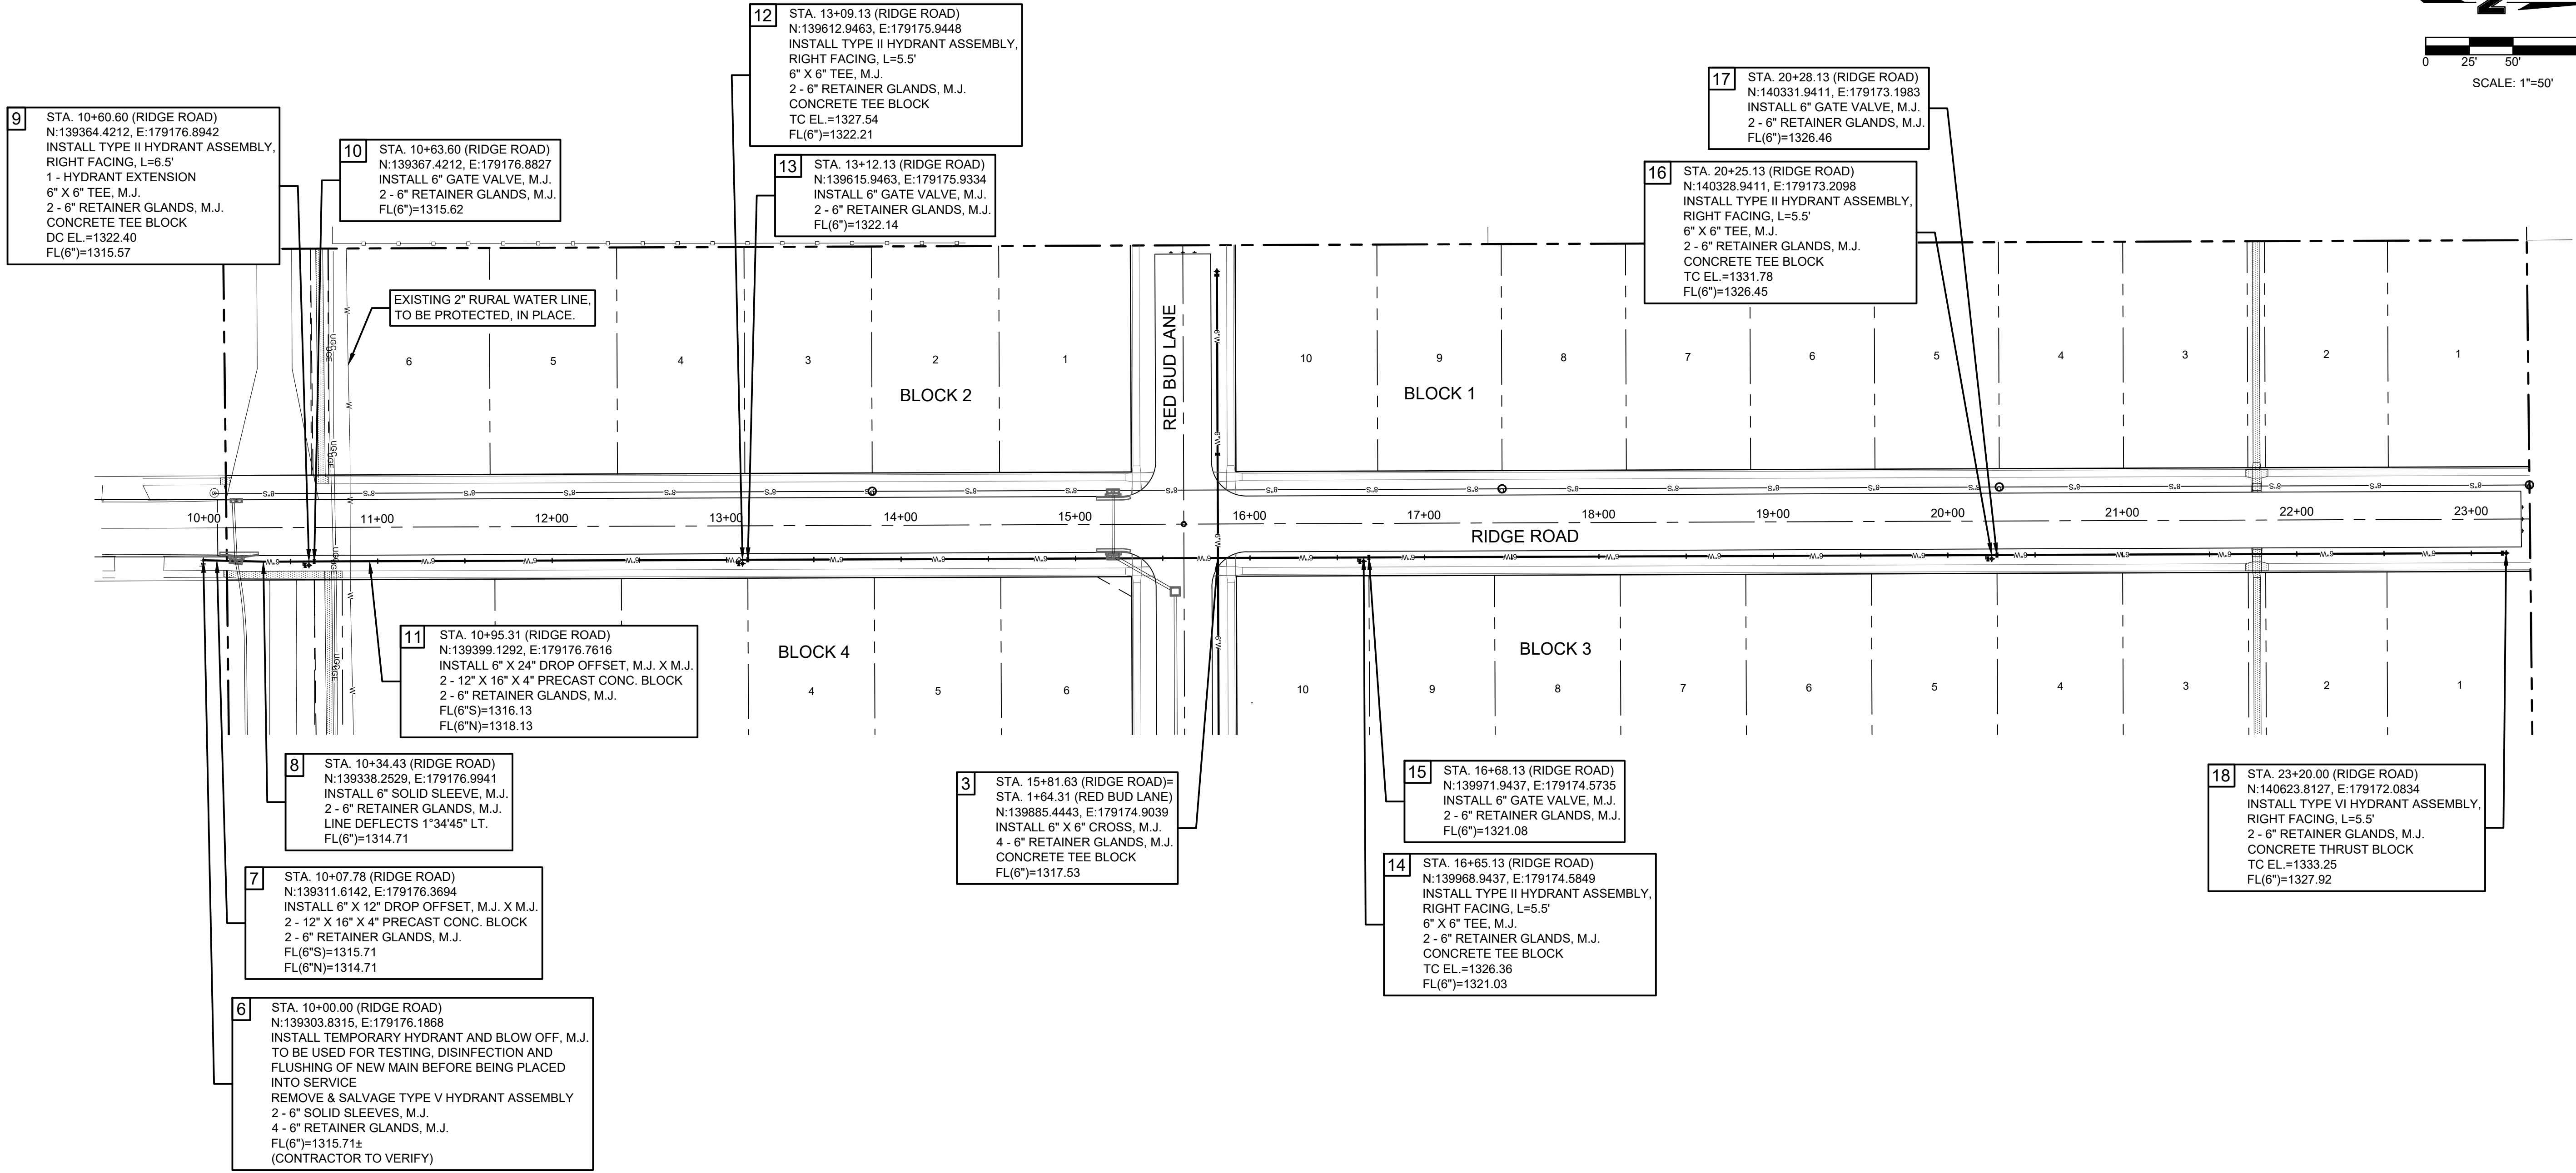 12
STA. 13+09.13 (RIDGE ROAD)
N:139612.9463, E:179175.9448
INSTALL TYPE II HYDRANT ASSEMBLY,
RIGHT FACING, L=5.5'
6" X 6" TEE, M.J.
2 - 6" RETAINER GLANDS, M.J.
CONCRETE TEE BLOCK
TC EL.=1327.54
FL(6")=1322.21
N
0 25' 50'
SCALE: 1"=50'
17
STA. 20+28.13 (RIDGE ROAD)
N:140331.9411, E:179173.1983
INSTALL 6" GATE VALVE, M.J.
2 - 6" RETAINER GLANDS, M.J.
FL(6")=1326.46
9
STA. 10+60.60 (RIDGE ROAD)
N:139364.4212, E:179176.8942
INSTALL TYPE II HYDRANT ASSEMBLY,
RIGHT FACING, L=6.5'
1 - HYDRANT EXTENSION
6" X 6" TEE, M.J.
2 - 6" RETAINER GLANDS, M.J.
CONCRETE TEE BLOCK
DC EL.=1322.40
FL(6")=1315.57
10
STA. 10+63.60 (RIDGE ROAD)
N:139367.4212, E:179176.8827
INSTALL 6" GATE VALVE, M.J.
2 - 6" RETAINER GLANDS, M.J.
FL(6")=1315.62
13
STA. 13+12.13 (RIDGE ROAD)
N:139615.9463, E:179175.9334
INSTALL 6" GATE VALVE, M.J.
2 - 6" RETAINER GLANDS, M.J.
FL(6")=1322.14
16
STA. 20+25.13 (RIDGE ROAD)
N:140328.9411, E:179173.2098
INSTALL TYPE II HYDRANT ASSEMBLY,
RIGHT FACING, L=5.5'
6" X 6" TEE, M.J.
2 - 6" RETAINER GLANDS, M.J.
CONCRETE TEE BLOCK
TC EL.=1331.78
FL(6")=1326.45
EXISTING 2" RURAL WATER LINE,
TO BE PROTECTED, IN PLACE.
6 5 4 3 2 1
BLOCK 2
RED BUD LANE
10 9 8 7 6 5 4 3 2 1
BLOCK 1
10+00 11+00 12+00 13+00 14+00 15+00 16+00 17+00 18+00 19+00 20+00 21+00 22+00 23+00
RIDGE ROAD
BLOCK 4
4 5 6
BLOCK 3
10 9 8 7 6 5 4 3 2 1
11
STA. 10+95.31 (RIDGE ROAD)
N:139399.1292, E:179176.7616
INSTALL 6" X 24" DROP OFFSET, M.J. X M.J.
2 - 12" X 16" X 4" PRECAST CONC. BLOCK
2 - 6" RETAINER GLANDS, M.J.
FL(6"S)=1316.13
FL(6"N)=1318.13
8
STA. 10+34.43 (RIDGE ROAD)
N:139338.2529, E:179176.9941
INSTALL 6" SOLID SLEEVE, M.J.
2 - 6" RETAINER GLANDS, M.J.
LINE DEFLECTS 1°34'45" LT.
FL(6")=1314.71
3
STA. 15+81.63 (RIDGE ROAD)=
STA. 1+64.31 (RED BUD LANE)
N:139885.4443, E:179174.9039
INSTALL 6" X 6" CROSS, M.J.
4 - 6" RETAINER GLANDS, M.J.
CONCRETE TEE BLOCK
FL(6")=1317.53
15
STA. 16+68.13 (RIDGE ROAD)
N:139971.9437, E:179174.5735
INSTALL 6" GATE VALVE, M.J.
2 - 6" RETAINER GLANDS, M.J.
FL(6")=1321.08
18
STA. 23+20.00 (RIDGE ROAD)
N:140623.8127, E:179172.0834
INSTALL TYPE VI HYDRANT ASSEMBLY,
RIGHT FACING, L=5.5'
2 - 6" RETAINER GLANDS, M.J.
CONCRETE THRUST BLOCK
TC EL.=1333.25
FL(6")=1327.92
7
STA. 10+07.78 (RIDGE ROAD)
N:139311.6142, E:179176.3694
INSTALL 6" X 12" DROP OFFSET, M.J. X M.J.
2 - 12" X 16" X 4" PRECAST CONC. BLOCK
2 - 6" RETAINER GLANDS, M.J.
FL(6"S)=1315.71
FL(6"N)=1314.71
14
STA. 16+65.13 (RIDGE ROAD)
N:139968.9437, E:179174.5849
INSTALL TYPE II HYDRANT ASSEMBLY,
RIGHT FACING, L=5.5'
6" X 6" TEE, M.J.
2 - 6" RETAINER GLANDS, M.J.
CONCRETE TEE BLOCK
TC EL.=1326.36
FL(6")=1321.03
6
STA. 10+00.00 (RIDGE ROAD)
N:139303.8315, E:179176.1868
INSTALL TEMPORARY HYDRANT AND BLOW OFF, M.J.
TO BE USED FOR TESTING, DISINFECTION AND
FLUSHING OF NEW MAIN BEFORE BEING PLACED
INTO SERVICE
REMOVE & SALVAGE TYPE V HYDRANT ASSEMBLY
2 - 6" SOLID SLEEVES, M.J.
4 - 6" RETAINER GLANDS, M.J.
FL(6")=1315.71±
(CONTRACTOR TO VERIFY)